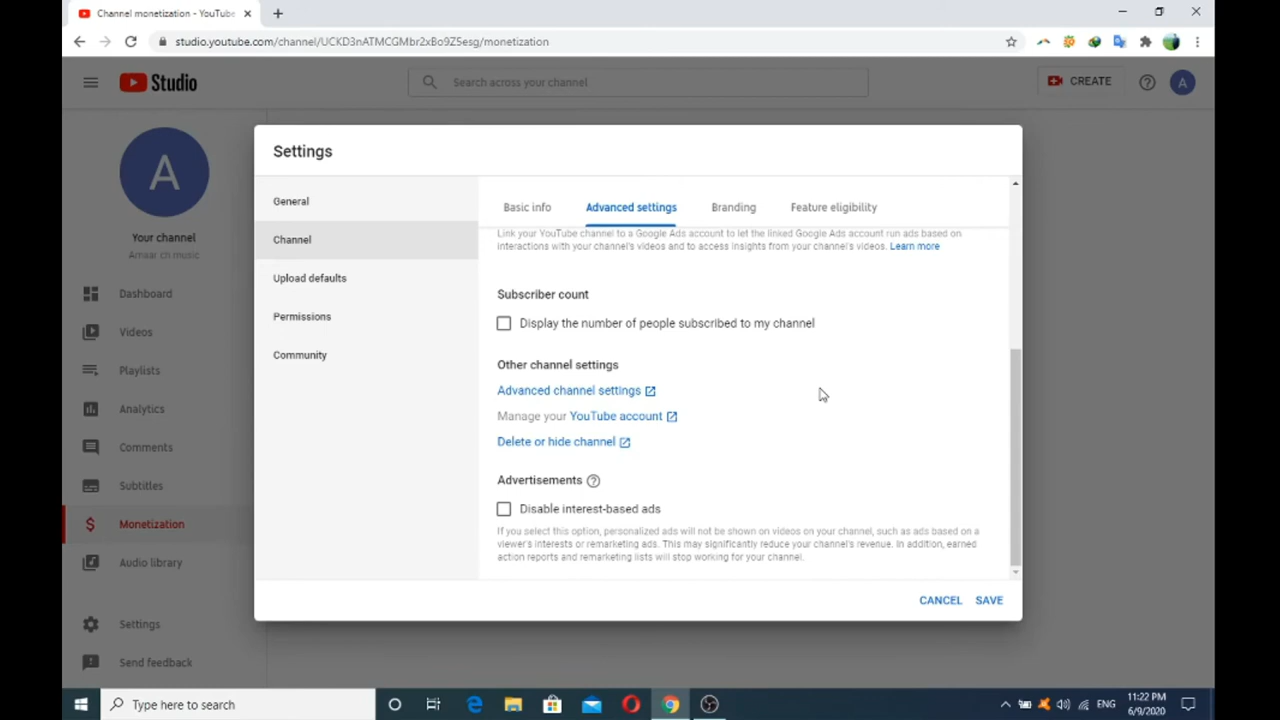 Channel monetization - YouTube
studio.youtube.com/channel/UCKD3nATMCGMbr2xBo9Z5esg/monetization
Studio
Search across your channel
CREATE
A
A
Your channel
Amaar ch music
Dashboard
Videos
Playlists
Analytics
Comments
Subtitles
Monetization
Audio library
Settings
Send feedback
Settings
General
Channel
Upload defaults
Permissions
Community
Basic info
Advanced settings
Branding
Feature eligibility
Link your YouTube channel to a Google Ads account to let the linked Google Ads account run ads based on
interactions with your channel's videos and to access insights from your channel's videos. Learn more
Subscriber count
Display the number of people subscribed to my channel
Other channel settings
Advanced channel settings
Manage your YouTube account
Delete or hide channel
Advertisements
Disable interest-based ads
If you select this option, personalized ads will not be shown on videos on your channel, such as ads based on a
viewer's interests or remarketing ads. This may significantly reduce your channel's revenue. In addition, earned
action reports and remarketing lists will stop working for your channel.
CANCEL SAVE
Type here to search
ENG
11:22 PM
6/9/2020